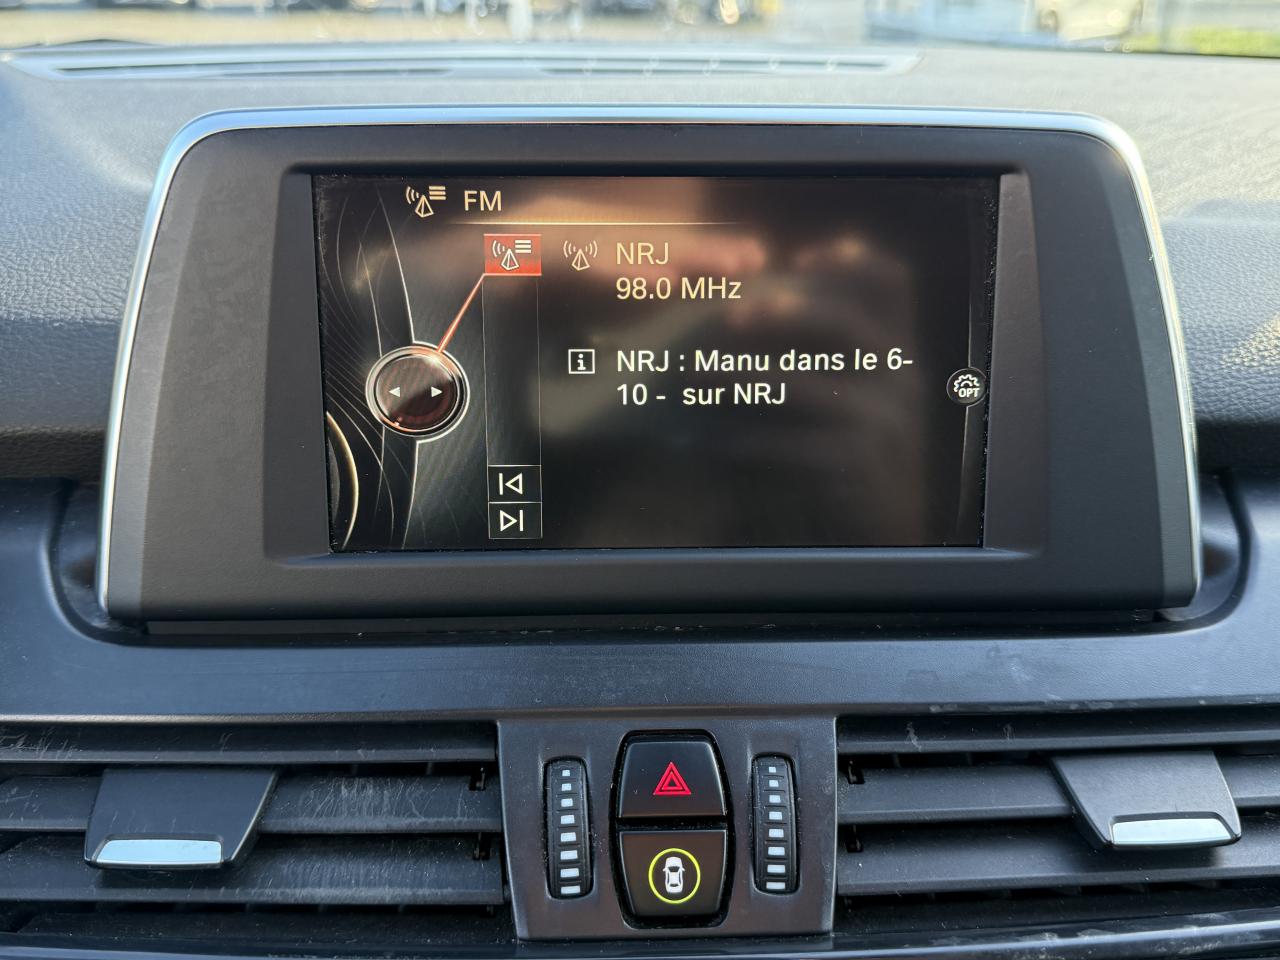 FM
NRJ
98.0 MHz
i NRJ : Manu dans le 6-
10 - sur NRJ
OPT